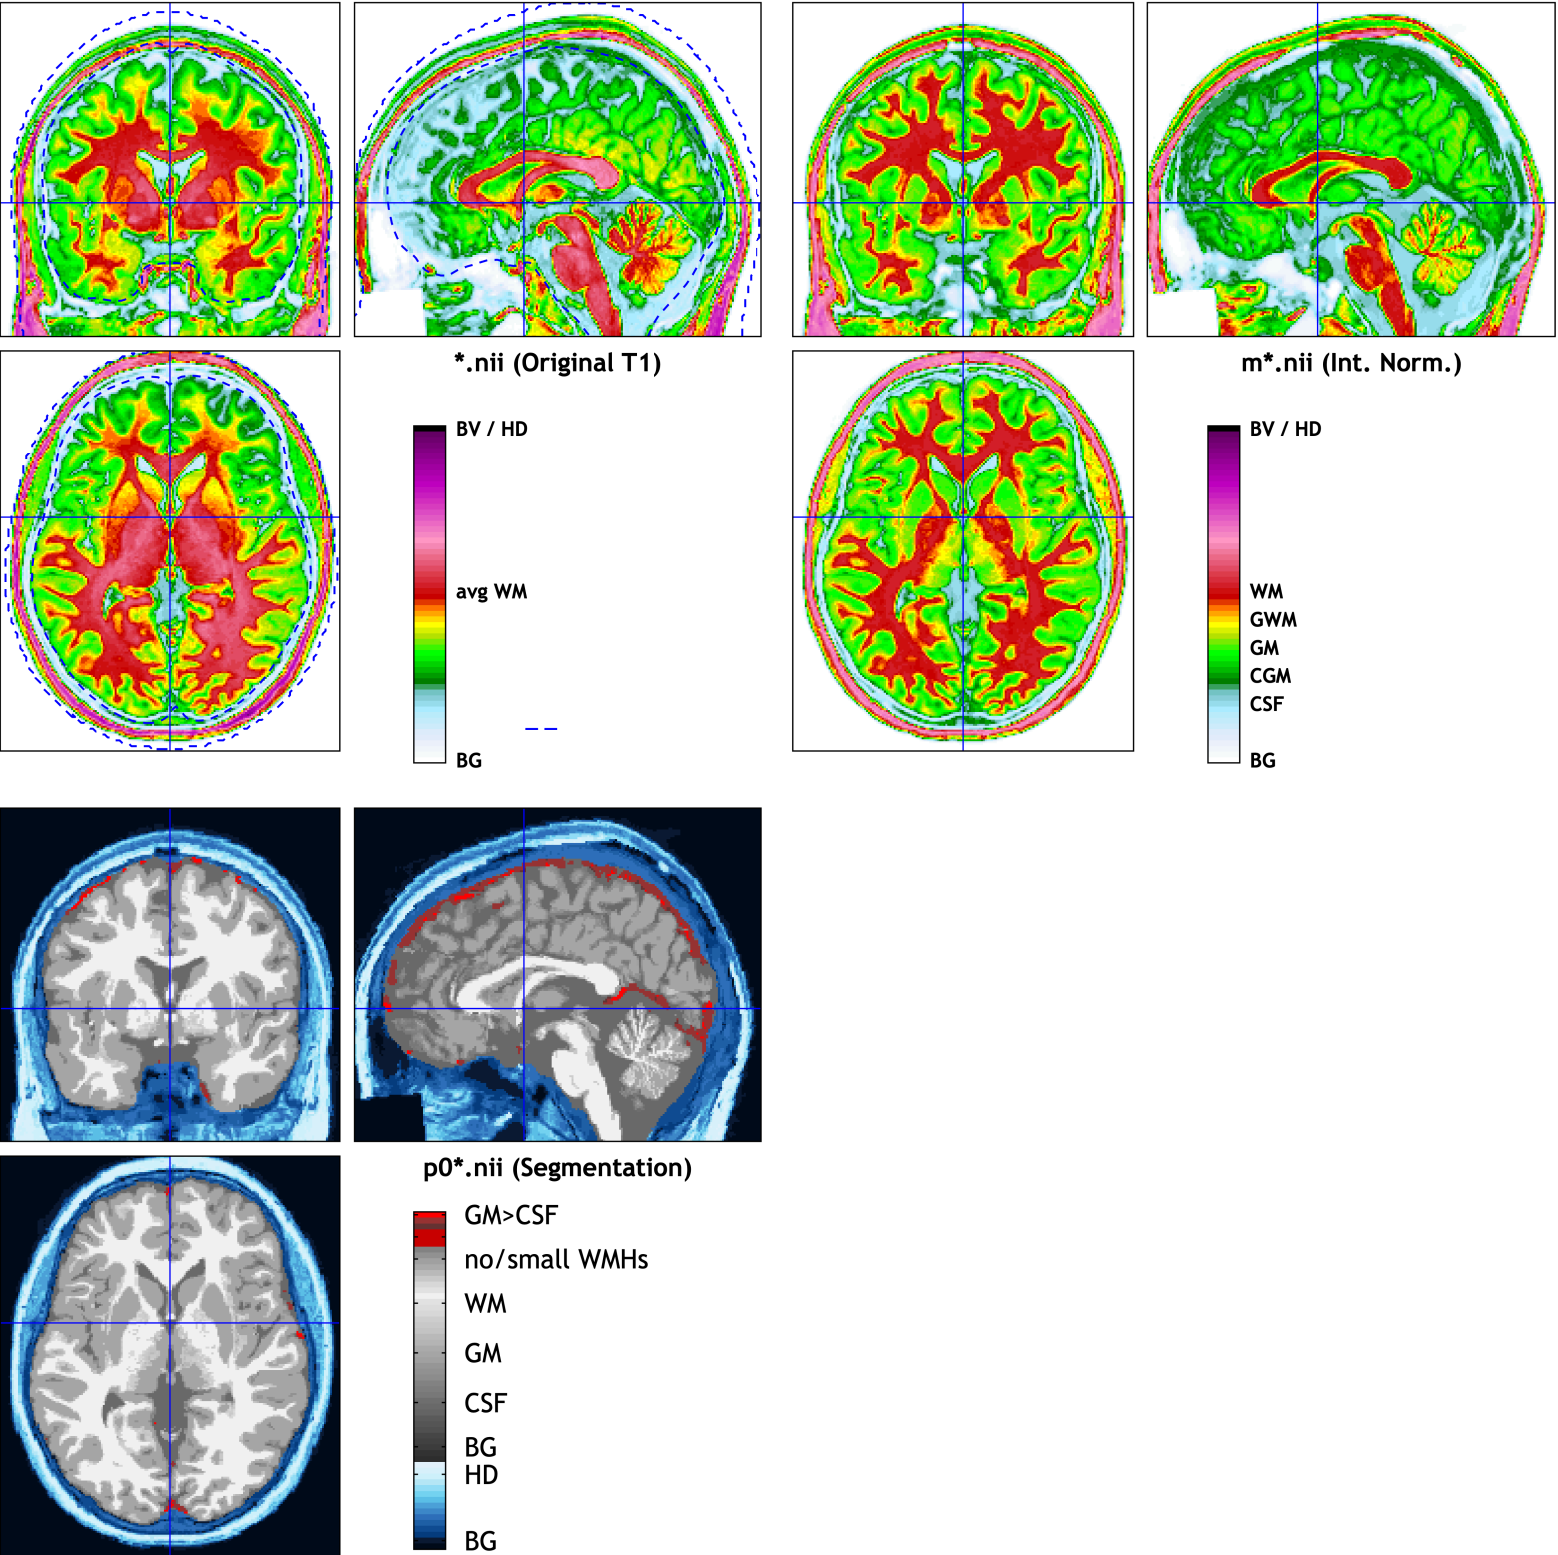 *.nii (Original T1)
BV / HD
avg WM
BG
m*.nii (Int. Norm.)
BV / HD
WM
GWM
GM
CGM
CSF
BG
p0*.nii (Segmentation)
GM>CSF
no/small WMHs
WM
GM
CSF
BG
HD
BG